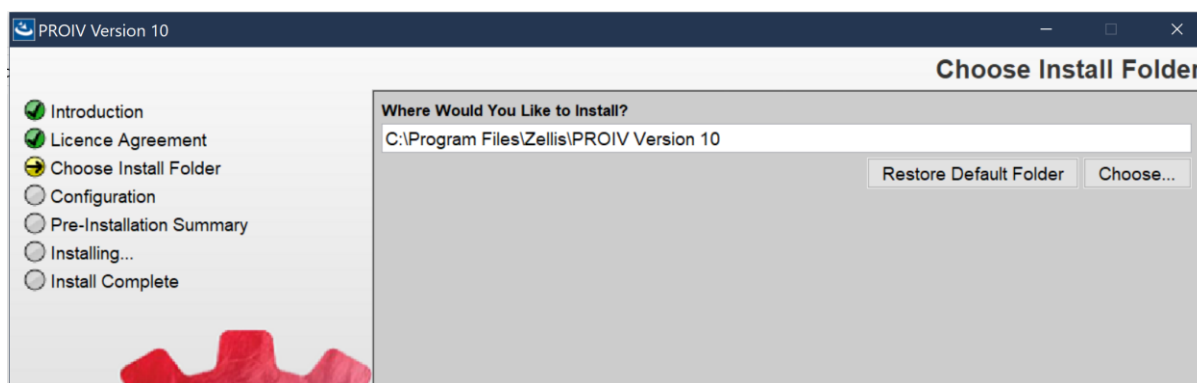 PROIV Version 10
Choose Install Folder
Introduction
Licence Agreement
Choose Install Folder
Configuration
Pre-Installation Summary
Installing...
Install Complete
Where Would You Like to Install?
C:\Program Files\Zellis\PROIV Version 10
Restore Default Folder Choose...